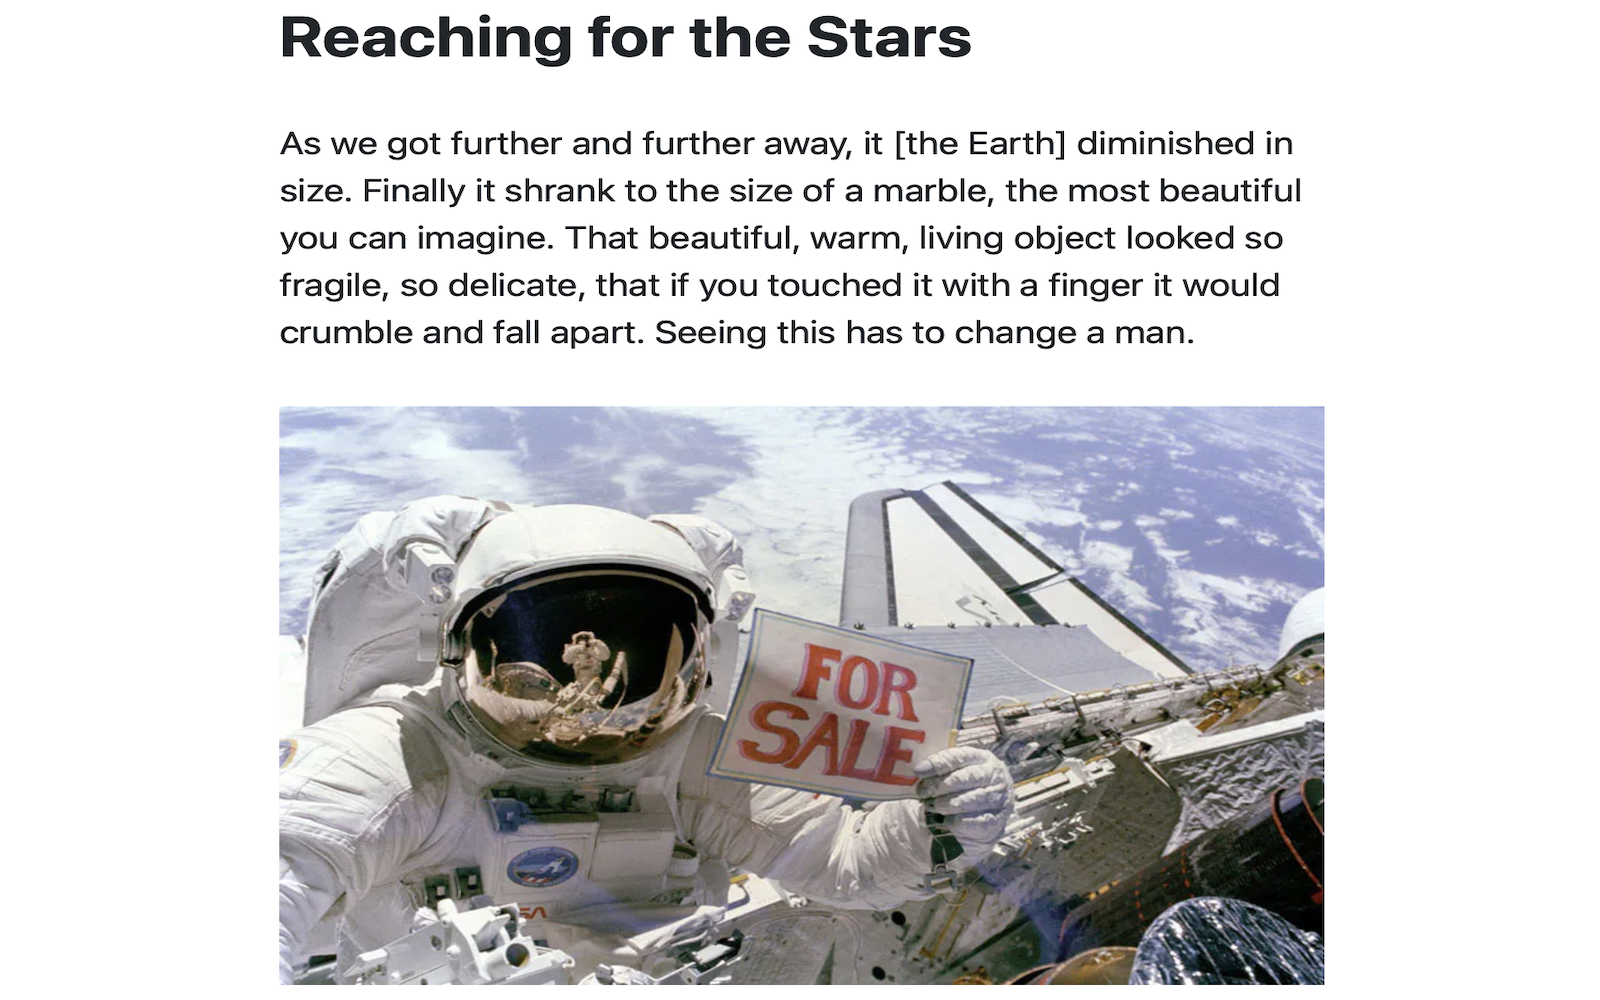 Reaching for the Stars
As we got further and further away, it [the Earth] diminished in
size. Finally it shrank to the size of a marble, the most beautiful
you can imagine. That beautiful, warm, living object looked so
fragile, so delicate, that if you touched it with a finger it would
crumble and fall apart. Seeing this has to change a man.
FOR
SALE